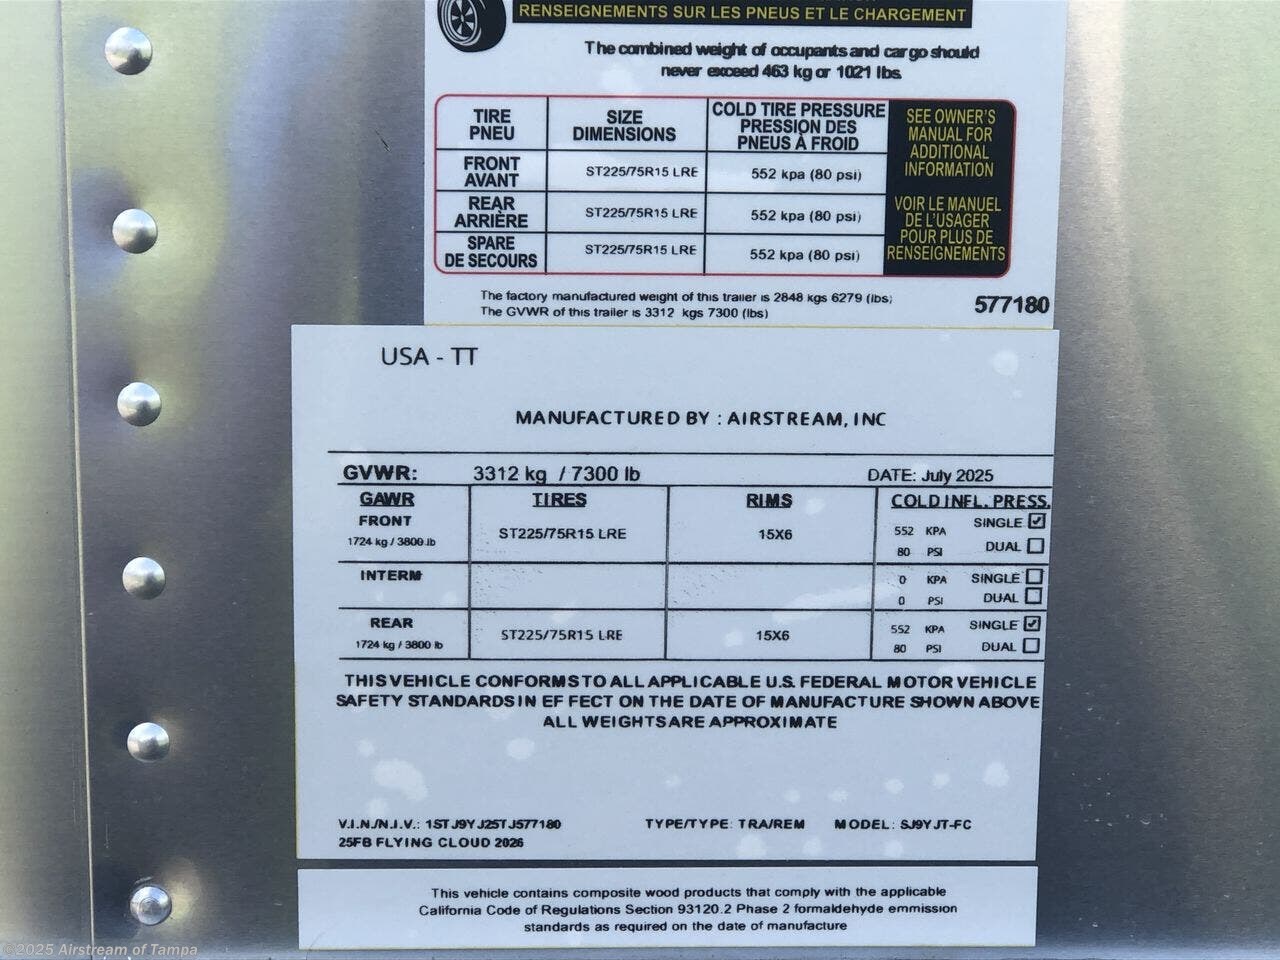 RENSEIGNEMENTS SUR LES PNEUS ET LE CHARGEMENT
The combined weight of occupants and cargo should
never exceed 463 kg or 1021 lbs
TIRE SIZE COLD TIRE PRESSURE
PNEU DIMENSIONS PRESSION DES
PNEUS À FROID
FRONT
AVANT ST225/75R15 LRE 552 kpa (80 psi)
REAR
ARRIÈRE ST225/75R15 LRE 552 kpa (80 psi)
SPARE
DE SECOURS ST225/75R15 LRE 552 kpa (80 psi)
SEE OWNER'S
MANUAL FOR
ADDITIONAL
INFORMATION
VOIR LE MANUEL
DE L'USAGER
POUR PLUS DE
RENSEIGNEMENTS
The factory manufactured weight of this trailer is 2848 kgs 6279 (lbs)
The GVWR of this trailer is 3312 kgs 7300 (lbs)
577180
USA - TT
MANUFACTURED BY : AIRSTREAM, INC
GVWR: 3312 kg / 7300 lb DATE: July 2025
GAWR TIRES RIMS COLD INFL. PRESS.
FRONT
1724 kg / 3800 lb ST225/75R15 LRE 15X6
552 KPA SINGLE
80 PSI DUAL
INTERM
0 KPA SINGLE
0 PSI DUAL
REAR
1724 kg / 3800 lb ST225/75R15 LRE 15X6
552 KPA SINGLE
80 PSI DUAL
THIS VEHICLE CONFORMS TO ALL APPLICABLE U.S. FEDERAL MOTOR VEHICLE
SAFETY STANDARDS IN EFFECT ON THE DATE OF MANUFACTURE SHOWN ABOVE
ALL WEIGHTS ARE APPROXIMATE
V.I.N./N.I.V.: 1STJ9YJ25TJ577180 TYPE/TYPE: TRA/REM MODEL: SJ9YJT-FC
25FB FLYING CLOUD 2026
This vehicle contains composite wood products that comply with the applicable
California Code of Regulations Section 93120.2 Phase 2 formaldehyde emmission
standards as required on the date of manufacture
©2025 Airstream of Tampa